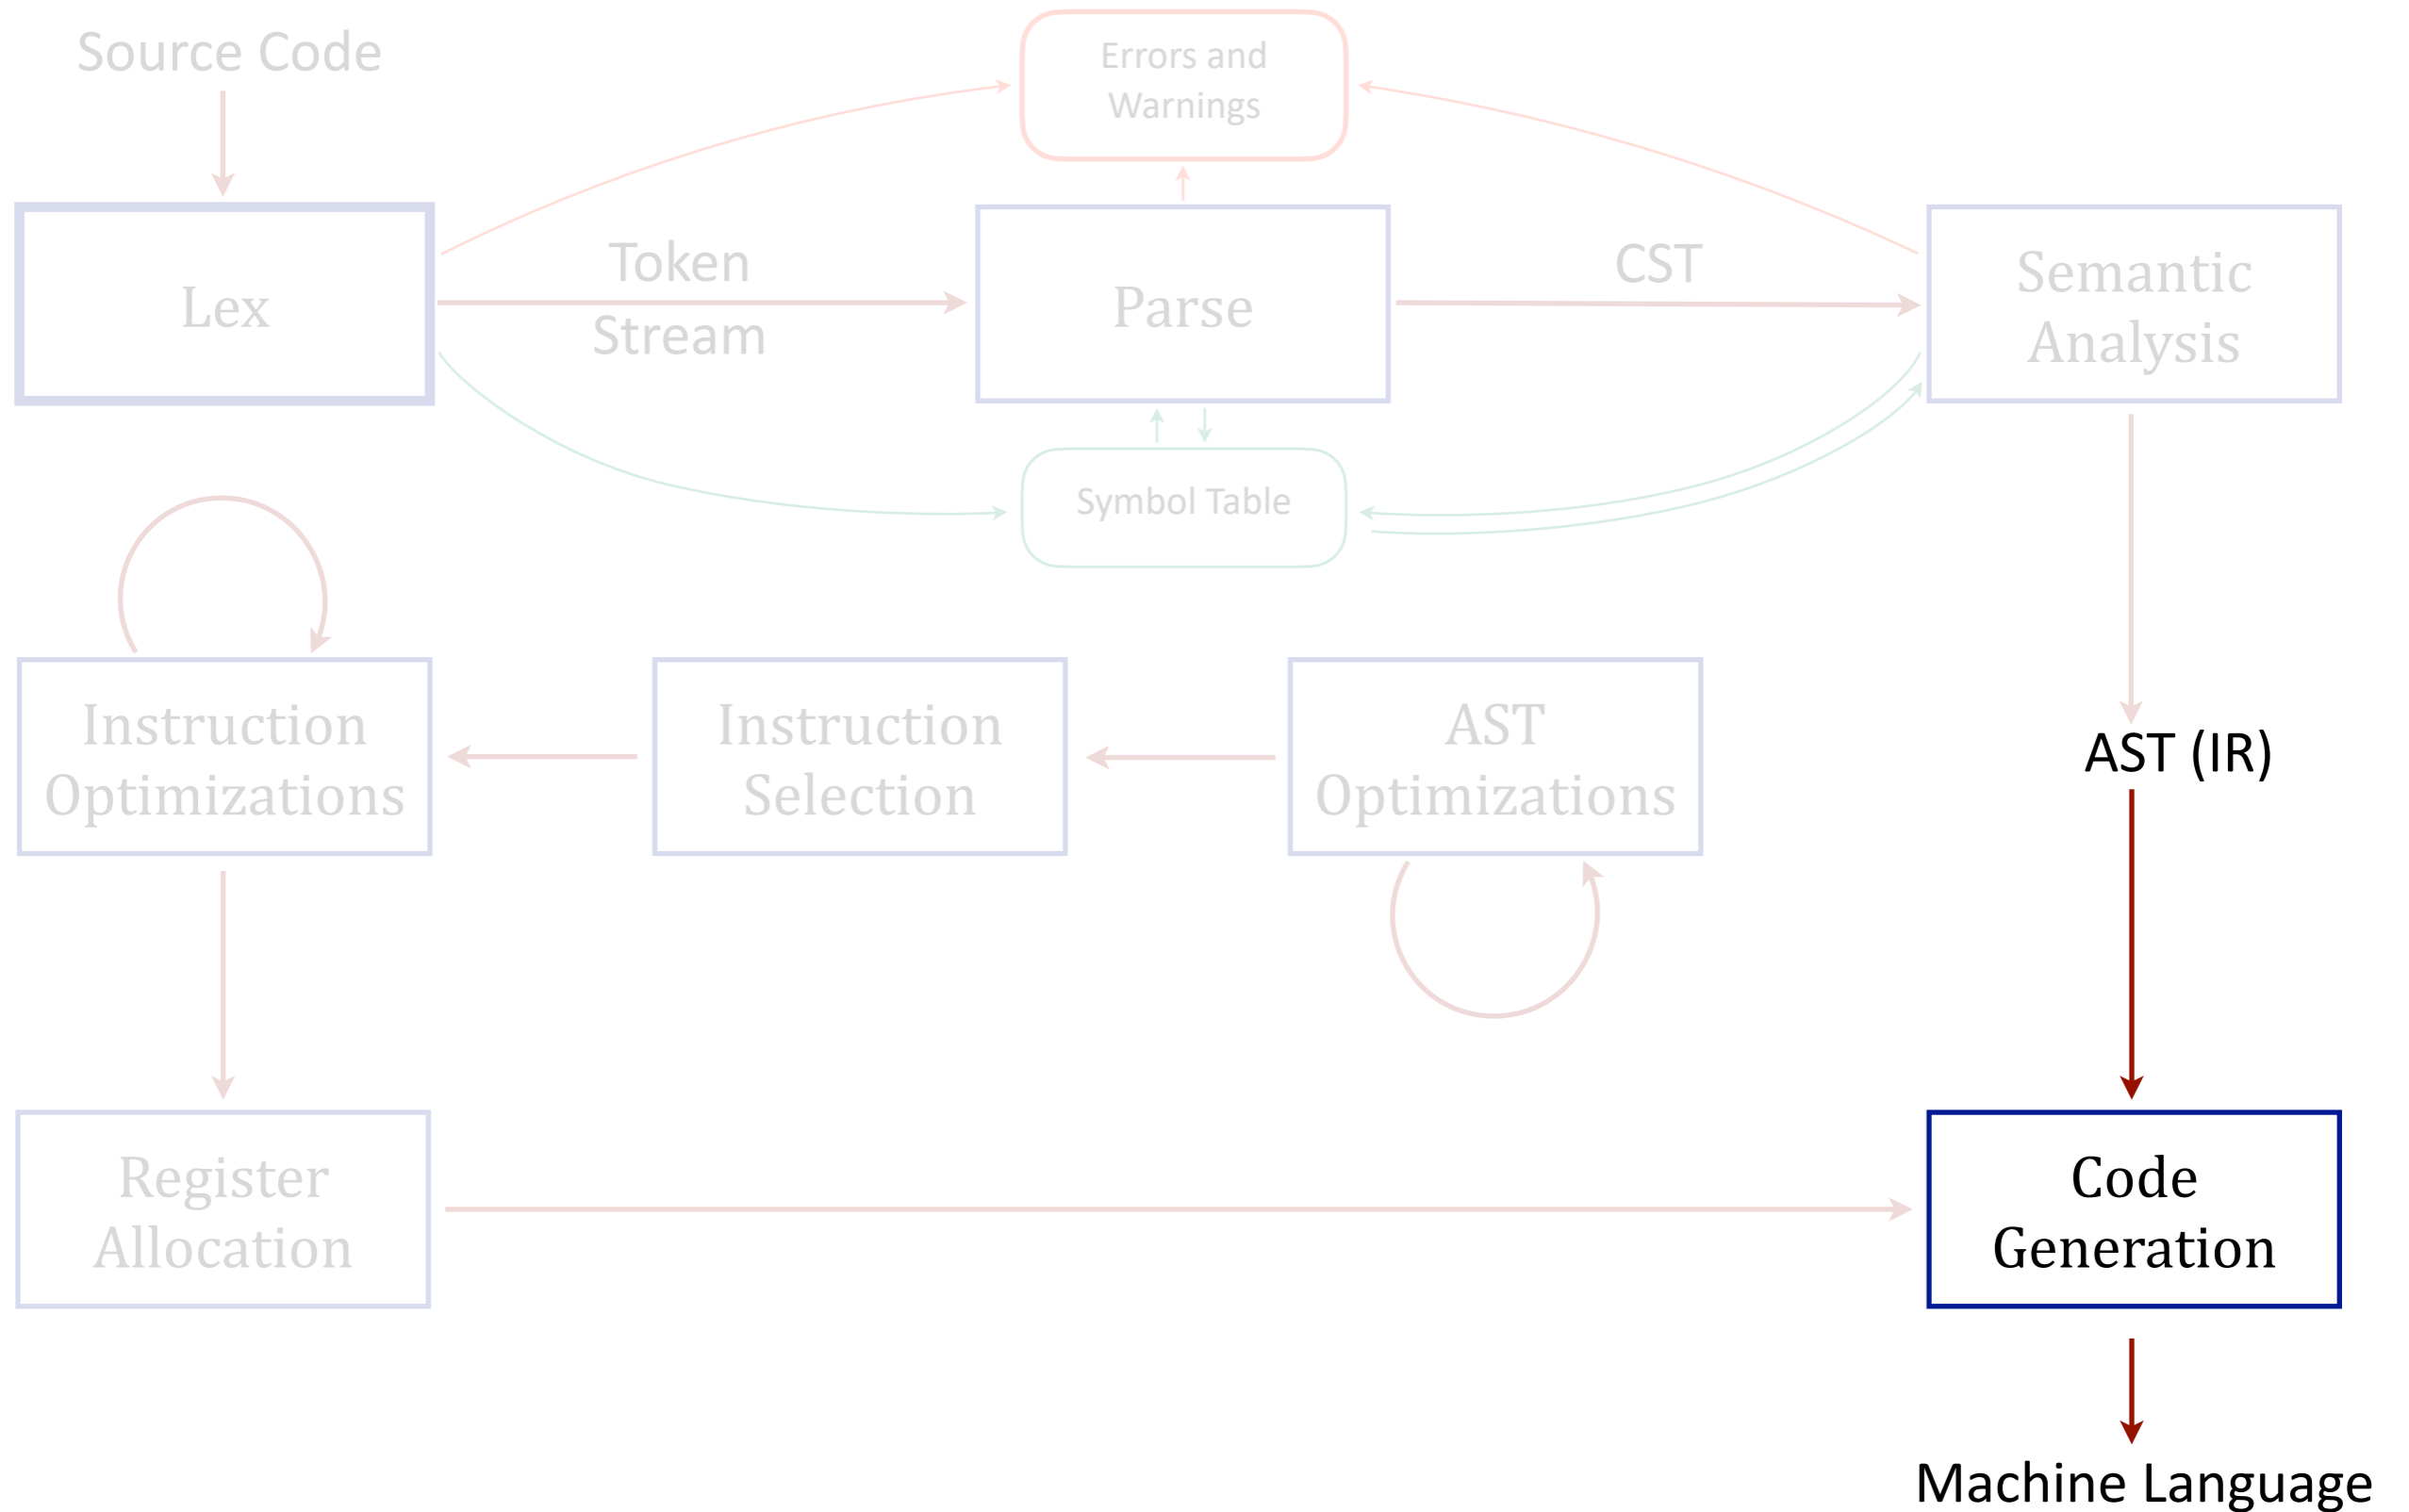 Source Code
Errors and
Warnings
Lex
Token
Stream
Parse
CST
Semantic
Analysis
Symbol Table
Instruction
Optimizations
Instruction
Selection
AST
Optimizations
AST (IR)
Register
Allocation
Code
Generation
Machine Language